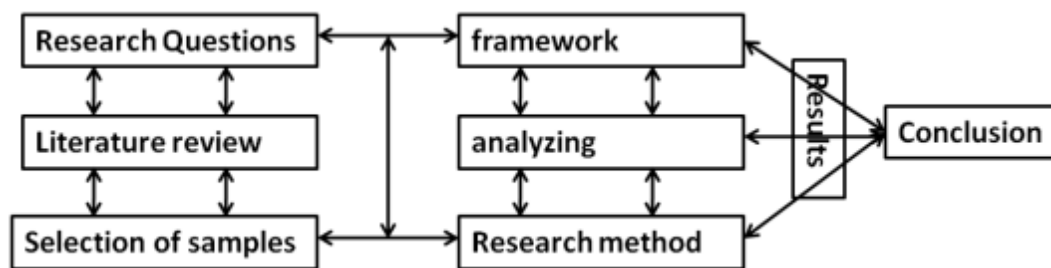 Research Questions
framework
Results
Literature review
analyzing
Conclusion
Selection of samples
Research method